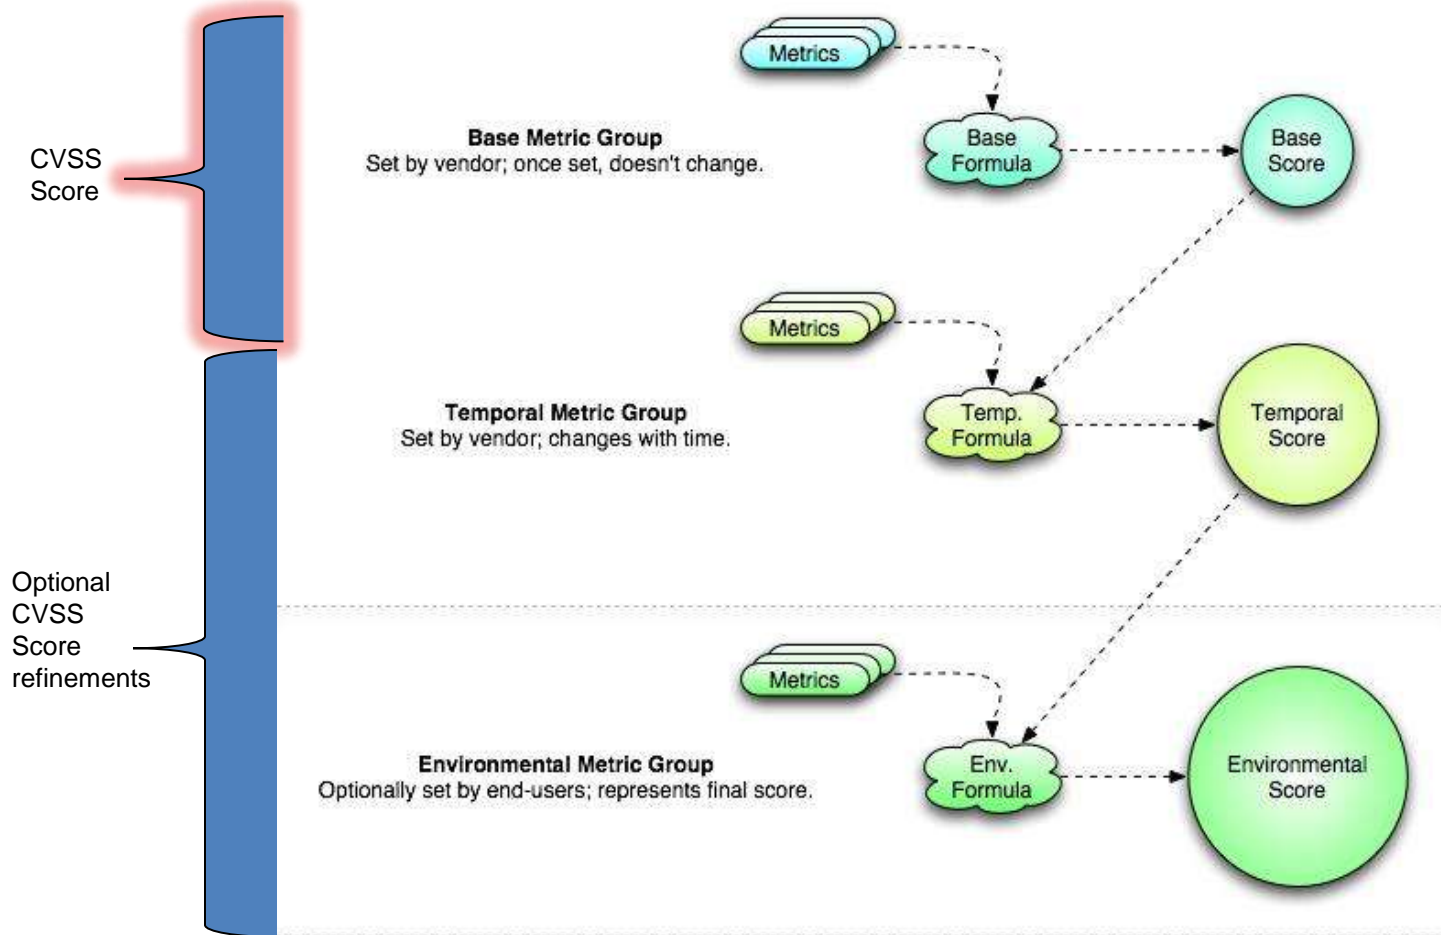 CVSS
Score
Metrics
Base Metric Group
Set by vendor; once set, doesn't change.
Base
Formula
Base
Score
Metrics
Temporal Metric Group
Set by vendor; changes with time.
Temp.
Formula
Temporal
Score
Optional
CVSS
Score
refinements
Metrics
Environmental Metric Group
Optionally set by end-users; represents final score.
Env.
Formula
Environmental
Score